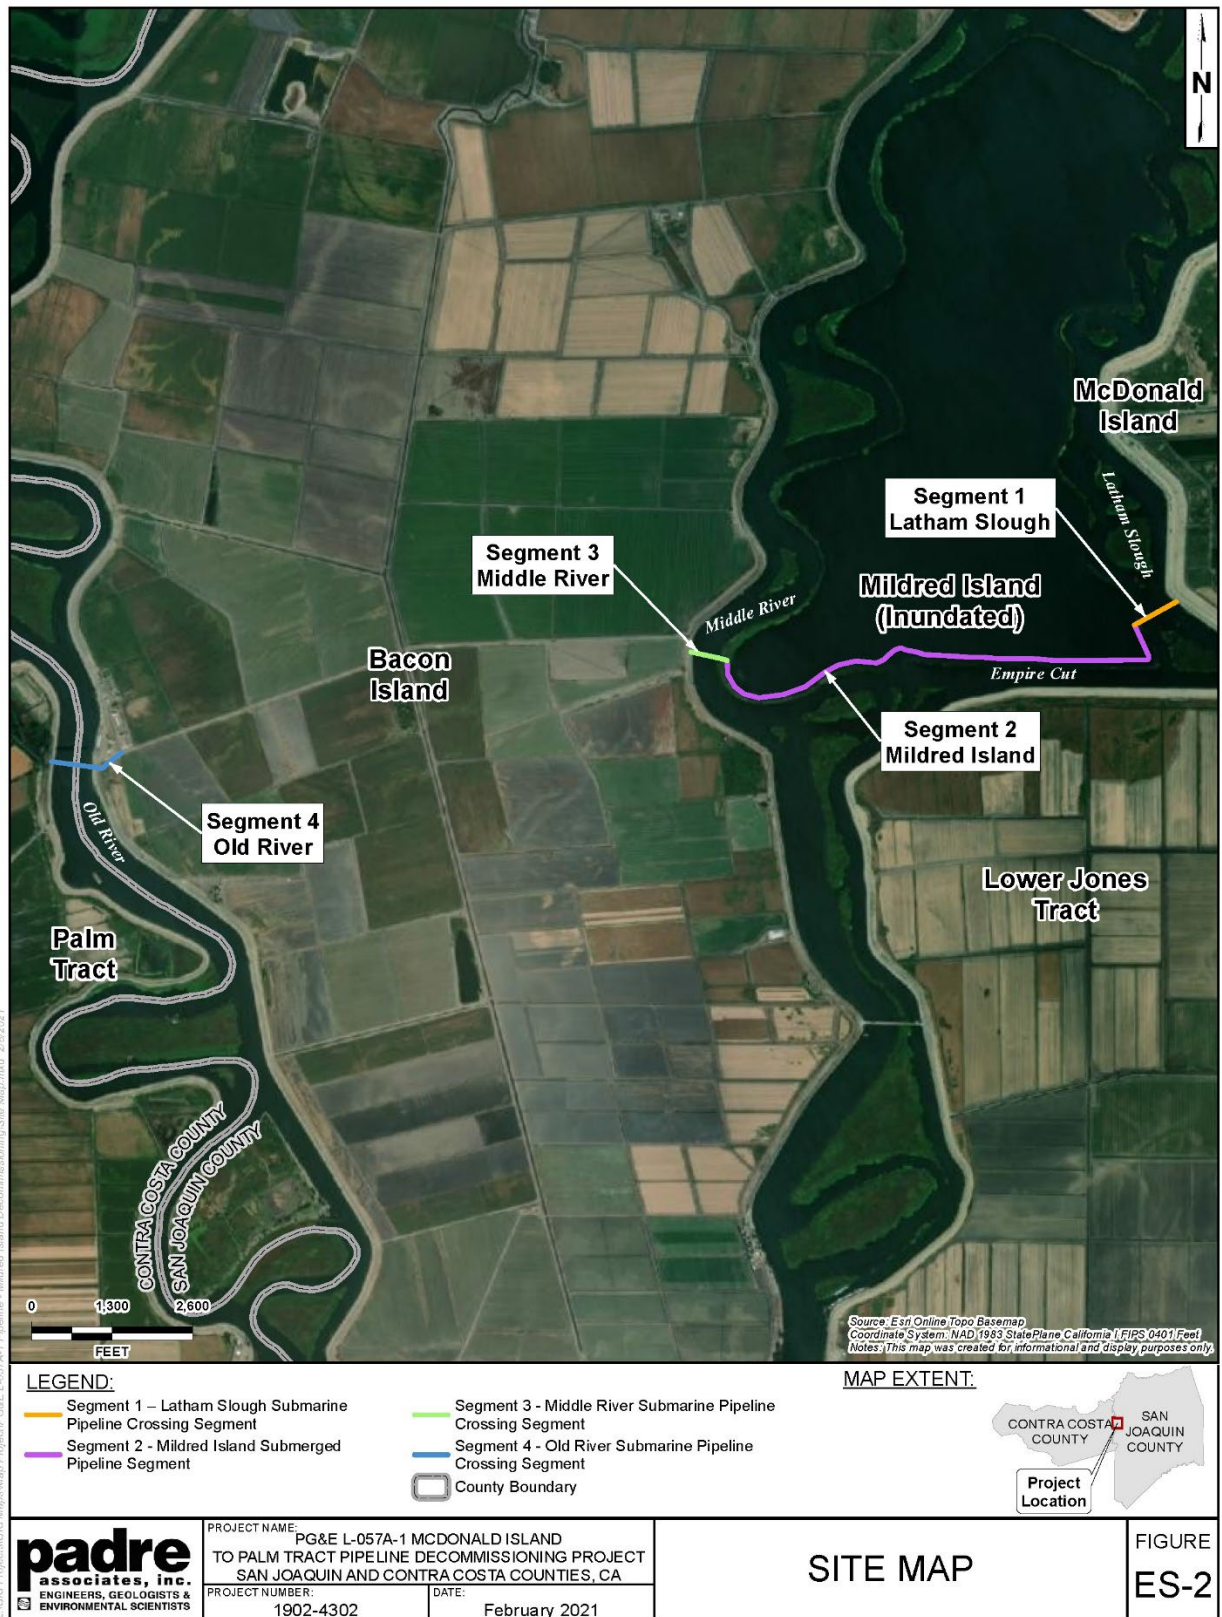 N
McDonald
Island
Latham Slough
Segment 1
Latham Slough
Segment 3
Middle River
Middle River
Mildred Island
(Inundated)
Empire Cut
Bacon
Island
Segment 2
Mildred Island
Old River
Segment 4
Old River
Lower Jones
Tract
Palm
Tract
CONTRA COSTA COUNTY
SAN JOAQUIN COUNTY
0 1,300 2,600
FEET
Source: Esri Online Topo Basemap
Coordinate System: NAD 1983 StatePlane California I FIPS 0401 Feet
Notes: This map was created for informational and display purposes only.
LEGEND:
Segment 1 – Latham Slough Submarine
Pipeline Crossing Segment
Segment 2 - Mildred Island Submerged
Pipeline Segment
Segment 3 - Middle River Submarine Pipeline
Crossing Segment
Segment 4 - Old River Submarine Pipeline
Crossing Segment
County Boundary
MAP EXTENT:
CONTRA COSTA
COUNTY
SAN
JOAQUIN
COUNTY
Project
Location
padre
associates, inc.
ENGINEERS, GEOLOGISTS &
ENVIRONMENTAL SCIENTISTS
PROJECT NAME:
PG&E L-057A-1 MCDONALD ISLAND
TO PALM TRACT PIPELINE DECOMMISSIONING PROJECT
SAN JOAQUIN AND CONTRA COSTA COUNTIES, CA
PROJECT NUMBER:
1902-4302
DATE:
February 2021
SITE MAP
FIGURE
ES-2